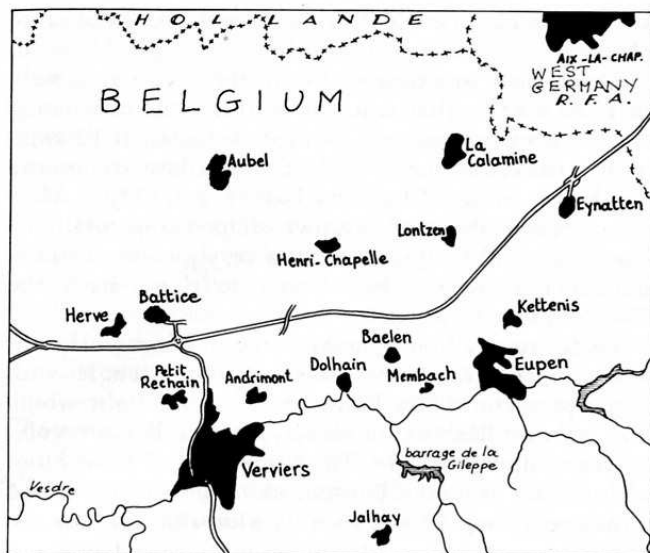 HOLLANDE
AIX-LA-CHAP.
WEST
GERMANY
R.F.A.
BELGIUM
Aubel
La
Calamine
Eynatten
Lontzen
Henri-Chapelle
Battice
Herve
Kettenis
Baelen
Petit
Rechain
Andrimont
Dolhain
Membach
Eupen
Verviers
barrage de la
Gileppe
Vesdre
Jalhay